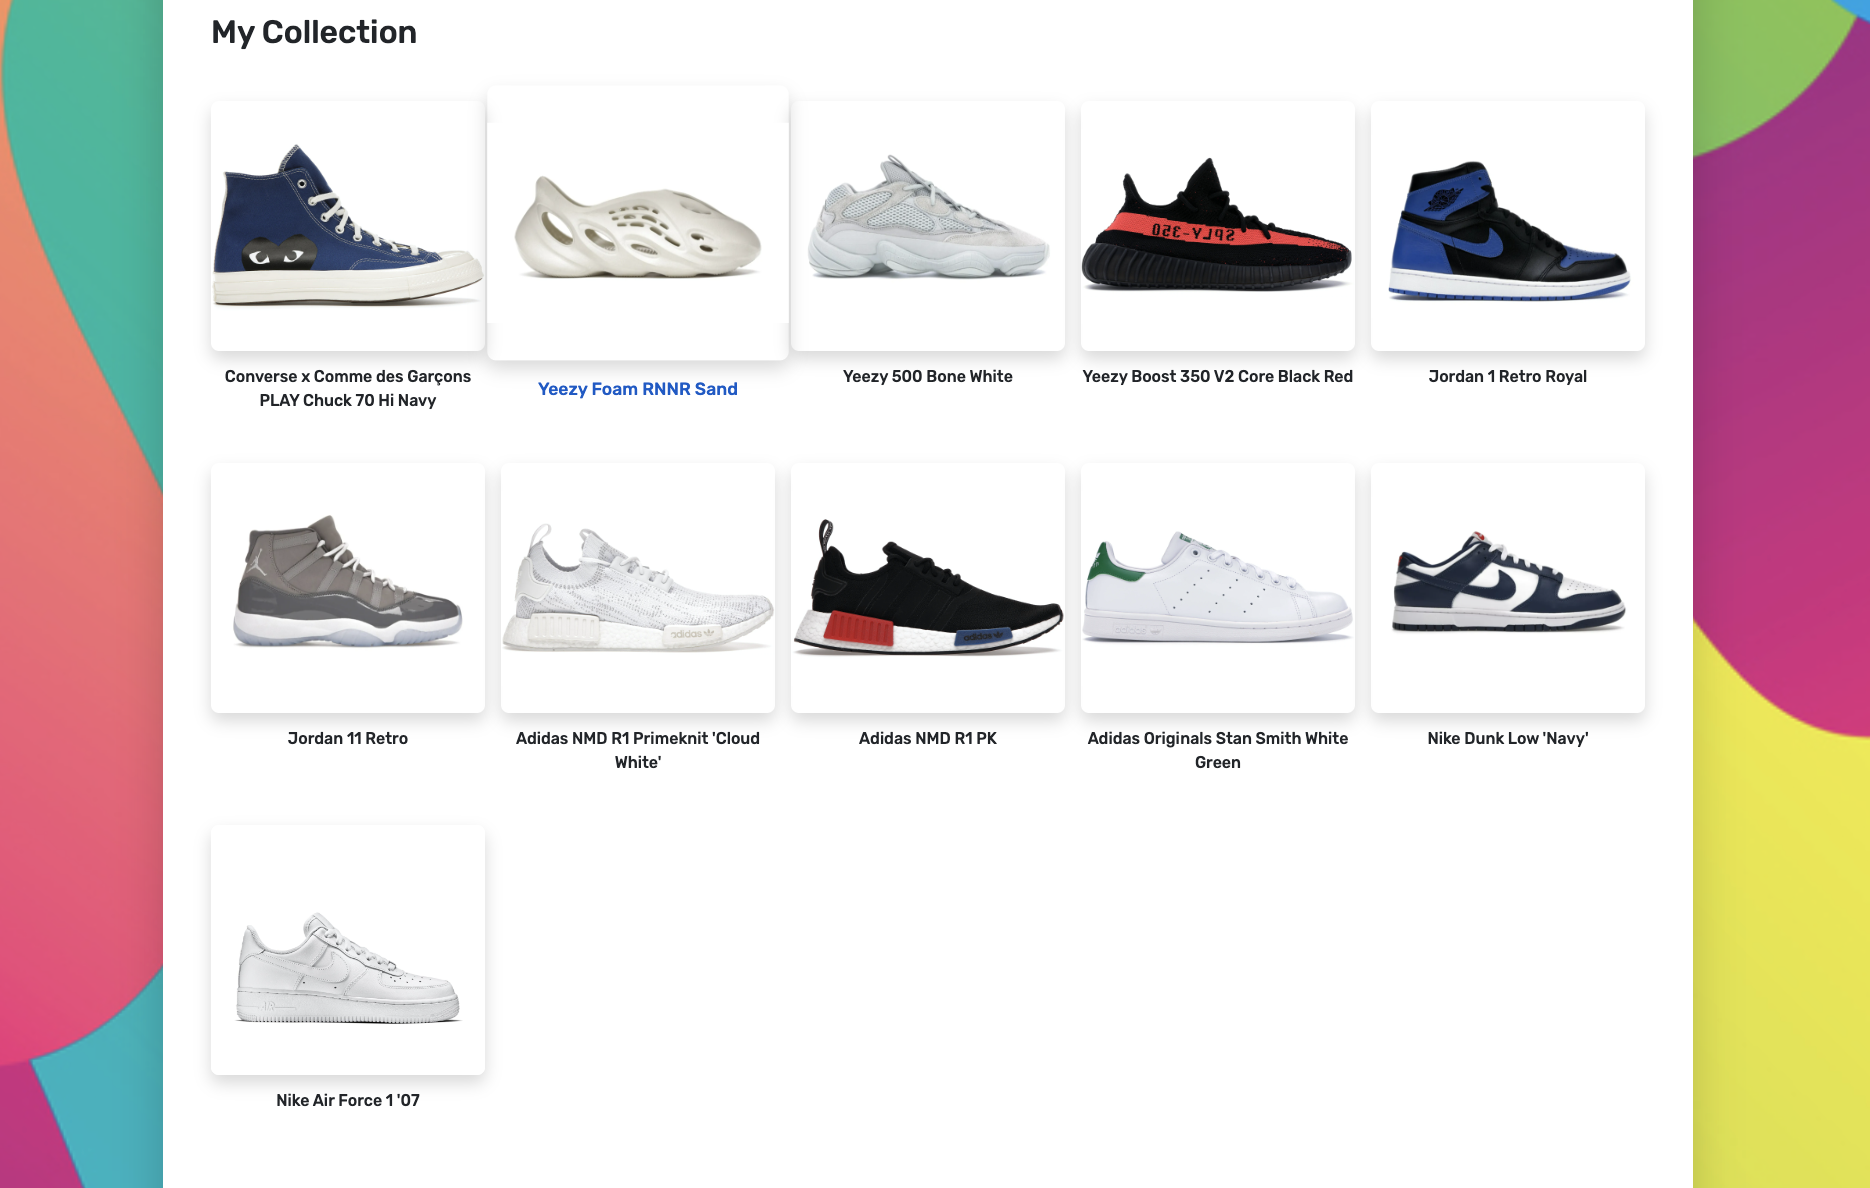 My Collection
SPLY-350
Converse x Comme des Garçons
PLAY Chuck 70 Hi Navy
Yeezy Foam RNNR Sand
Yeezy 500 Bone White
Yeezy Boost 350 V2 Core Black Red
Jordan 1 Retro Royal
adidas
adidas
adidas
Jordan 11 Retro
Adidas NMD R1 Primeknit 'Cloud
White'
Adidas NMD R1 PK
Adidas Originals Stan Smith White
Green
Nike Dunk Low 'Navy'
AIR
Nike Air Force 1 '07